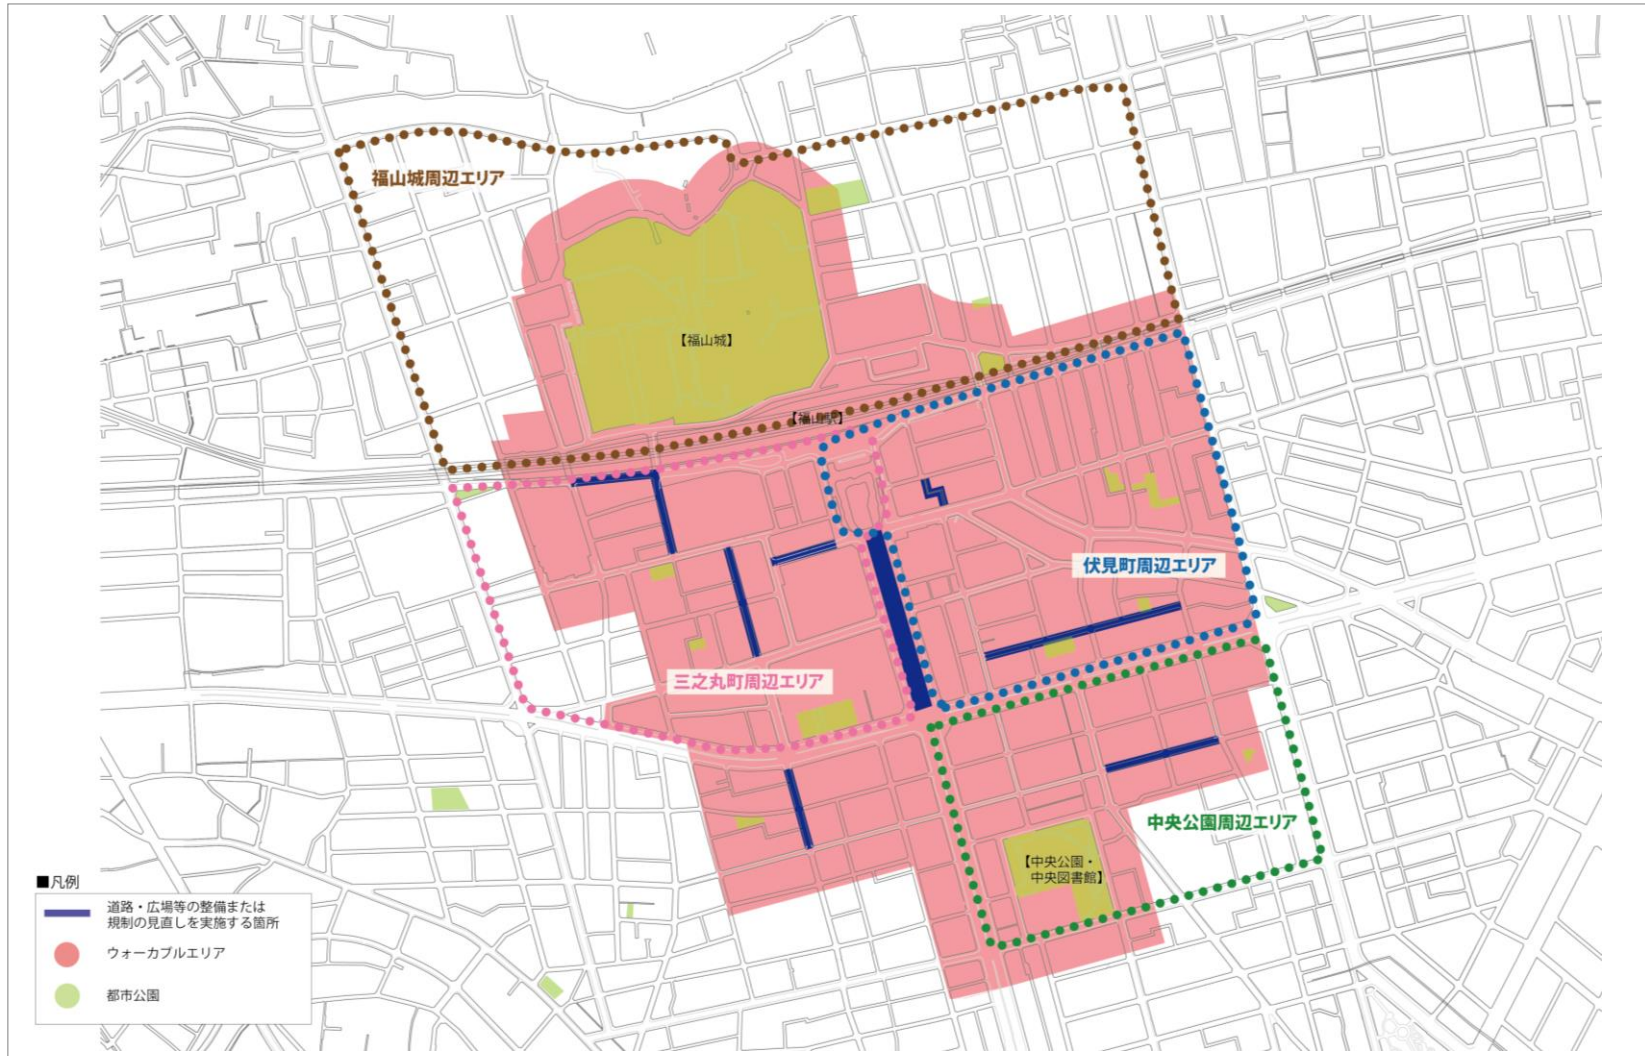 福山城周辺エリア
【福山城】
【福山駅】
伏見町周辺エリア
三之丸町周辺エリア
中央公園周辺エリア
【中央公園・
中央図書館】
■凡例
道路・広場等の整備または
規制の見直しを実施する箇所
ウォーカブルエリア
都市公園